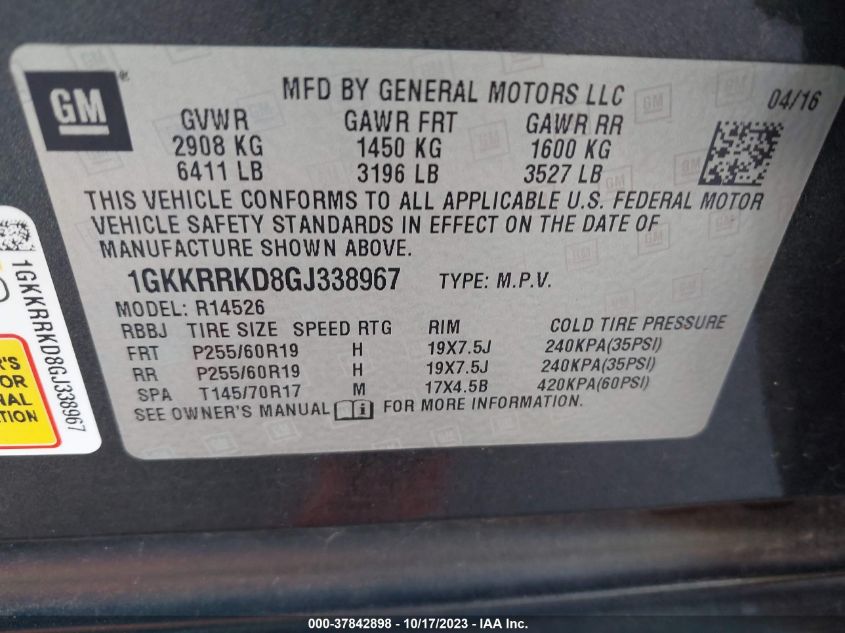 GM
®
MFD BY GENERAL MOTORS LLC
04/16
GVWR GAWR FRT GAWR RR
2908 KG 1450 KG 1600 KG
6411 LB 3196 LB 3527 LB
THIS VEHICLE CONFORMS TO ALL APPLICABLE U.S. FEDERAL MOTOR
VEHICLE SAFETY STANDARDS IN EFFECT ON THE DATE OF
MANUFACTURE SHOWN ABOVE.
1GKKRRKD8GJ338967 TYPE: M.P.V.
MODEL: R14526
RBBJ TIRE SIZE SPEED RTG RIM COLD TIRE PRESSURE
FRT P255/60R19 H 19X7.5J 240KPA(35PSI)
RR P255/60R19 H 19X7.5J 240KPA(35PSI)
SPA T145/70R17 M 17X4.5B 420KPA(60PSI)
SEE OWNER'S MANUAL i FOR MORE INFORMATION.
1GKKRRKD8GJ338967
R'S
OR
NAL
TION
000-37842898 - 10/17/2023 - IAA Inc.